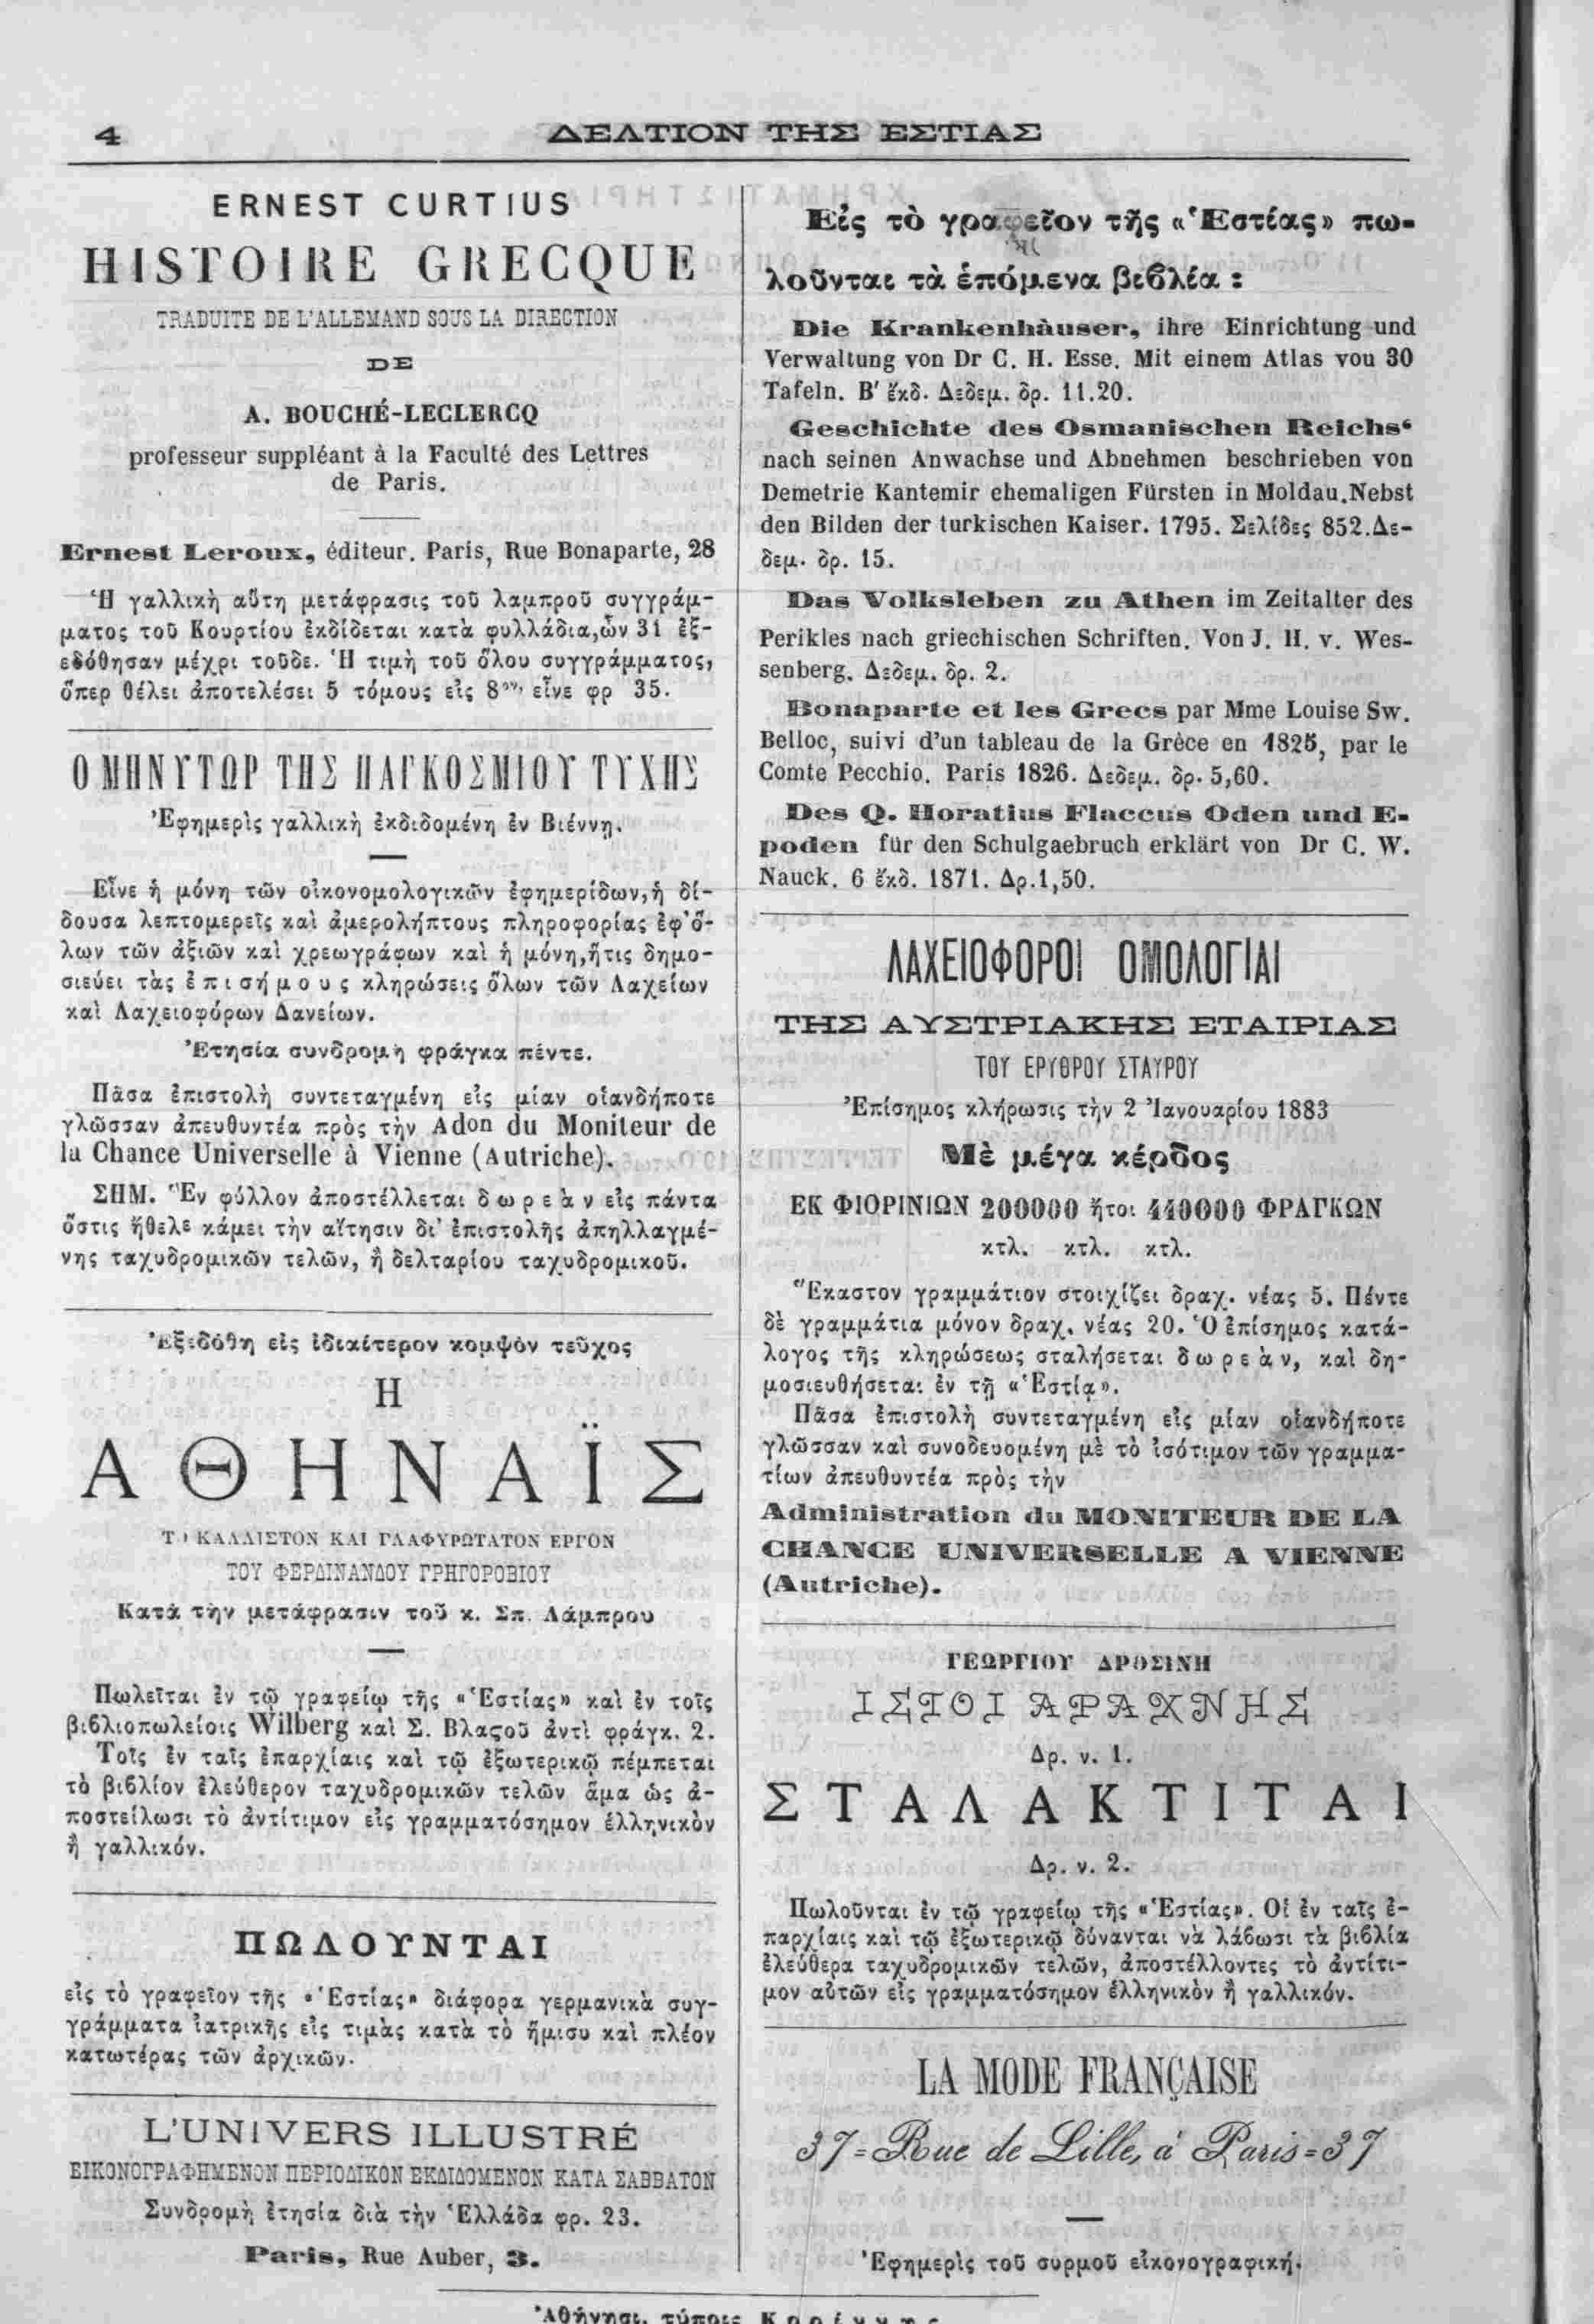 4
ΔΕΛΤΙΟΝ ΤΗΣ ΕΣΤΙΑΣ
ERNEST CURTIUS
HISTOIRE GRECQUE
TRADUITE DE L'ALLEMAND SOUS LA DIRECTION
DE
A. BOUCHÉ-LECLERCQ
professeur suppléant à la Faculté des Lettres
de Paris.
Ernest Leroux, éditeur. Paris, Rue Bonaparte, 28
Ἡ γαλλικὴ αὕτη μετάφρασις τοῦ λαμπροῦ συγγράμ-
ματος τοῦ Κουρτίου ἐκδίδεται κατὰ φυλλάδια,ὧν 31 ἐξ-
εδόθησαν μέχρι τοῦδε. Ἡ τιμὴ τοῦ ὅλου συγγράμματος,
ὅπερ θέλει ἀποτελέσει 5 τόμους εἰς 8ον, εἶνε φρ 35.
Ο ΜΗΝΥΤΩΡ ΤΗΣ ΠΑΓΚΟΣΜΙΟΥ ΤΥΧΗΣ
Ἐφημερὶς γαλλικὴ ἐκδιδομένη ἐν Βιέννῃ.
Εἶνε ἡ μόνη τῶν οἰκονομολογικῶν ἐφημερίδων,ἡ δί-
δουσα λεπτομερεῖς καὶ ἀμερολήπτους πληροφορίας ἐφ'ὅ-
λων τῶν ἀξιῶν καὶ χρεωγράφων καὶ ἡ μόνη,ἥτις δημο-
σιεύει τὰς ἐπισήμους κληρώσεις ὅλων τῶν Λαχείων
καὶ Λαχειοφόρων Δανείων.
Ἐτησία συνδρομὴ φράγκα πέντε.
Πᾶσα ἐπιστολὴ συντεταγμένη εἰς μίαν οἱανδήποτε
γλῶσσαν ἀπευθυντέα πρὸς τὴν Adon du Moniteur de
la Chance Universelle à Vienne (Autriche).
ΣΗΜ. Ἓν φύλλον ἀποστέλλεται δωρεὰν εἰς πάντα
ὅστις ἤθελε κάμει τὴν αἴτησιν δι' ἐπιστολῆς ἀπηλλαγμέ-
νης ταχυδρομικῶν τελῶν, ἢ δελταρίου ταχυδρομικοῦ.
Ἐξεδόθη εἰς ἰδιαίτερον κομψὸν τεῦχος
Η
ΑΘΗΝΑΪΣ
ΤΟ ΚΑΛΛΙΣΤΟΝ ΚΑΙ ΓΛΑΦΥΡΩΤΑΤΟΝ ΕΡΓΟΝ
ΤΟΥ ΦΕΡΔΙΝΑΝΔΟΥ ΓΡΗΓΟΡΟΒΙΟΥ
Κατὰ τὴν μετάφρασιν τοῦ κ. Σπ. Λάμπρου
Πωλεῖται ἐν τῷ γραφείῳ τῆς «Ἑστίας» καὶ ἐν τοῖς
βιβλιοπωλείοις Wilberg καὶ Σ. Βλαστοῦ ἀντὶ φράγκ. 2.
Τοῖς ἐν ταῖς ἐπαρχίαις καὶ τῷ ἐξωτερικῷ πέμπεται
τὸ βιβλίον ἐλεύθερον ταχυδρομικῶν τελῶν ἅμα ὡς ἀ-
ποστείλωσι τὸ ἀντίτιμον εἰς γραμματόσημον ἑλληνικὸν
ἢ γαλλικόν.
ΠΩΛΟΥΝΤΑΙ
εἰς τὸ γραφεῖον τῆς «Ἑστίας» διάφορα γερμανικὰ συγ-
γράμματα ἰατρικῆς εἰς τιμὰς κατὰ τὸ ἥμισυ καὶ πλέον
κατωτέρας τῶν ἀρχικῶν.
L'UNIVERS ILLUSTRÉ
ΕΙΚΟΝΟΓΡΑΦΗΜΕΝΟΝ ΠΕΡΙΟΔΙΚΟΝ ΕΚΔΙΔΟΜΕΝΟΝ ΚΑΤΑ ΣΑΒΒΑΤΟΝ
Συνδρομὴ ἐτησία διὰ τὴν Ἑλλάδα φρ. 23.
Paris, Rue Auber, 3.
Εἰς τὸ γραφεῖον τῆς «Ἑστίας» πω-
λοῦνται τὰ ἑπόμενα βιβλία :
Die Krankenhàuser, ihre Einrichtung und
Verwaltung von Dr C. H. Esse. Mit einem Atlas vou 30
Tafeln. Β' ἔκδ. Δεδεμ. δρ. 11.20.
Geschichte des Osmanischen Reichs'
nach seinen Anwachse und Abnehmen beschrieben von
Demetrie Kantemir ehemaligen Fürsten in Moldau.Nebst
den Bilden der turkischen Kaiser. 1795. Σελίδες 852.Δε-
δεμ. δρ. 15.
Das Volksleben zu Athen im Zeitalter des
Perikles nach griechischen Schriften. Von J. H. v. Wes-
senberg. Δεδεμ. δρ. 2.
Bonaparte et les Grecs par Mme Louise Sw.
Belloc, suivi d'un tableau de la Grèce en 1825, par le
Comte Pecchio. Paris 1826. Δεδεμ. δρ. 5,60.
Des Q. Horatius Flaccus Oden und E-
poden für den Schulgaebruch erklärt von Dr C. W.
Nauck. 6 ἔκδ. 1871. Δρ.1,50.
ΛΑΧΕΙΟΦΟΡΟΙ ΟΜΟΛΟΓΙΑΙ
ΤΗΣ ΑΥΣΤΡΙΑΚΗΣ ΕΤΑΙΡΙΑΣ
ΤΟΥ ΕΡΥΘΡΟΥ ΣΤΑΥΡΟΥ
Ἐπίσημος κλήρωσις τὴν 2 Ἰανουαρίου 1883
Μὲ μέγα κέρδος
ΕΚ ΦΙΟΡΙΝΙΩΝ 200000 ἤτοι 440000 ΦΡΑΓΚΩΝ
κτλ. κτλ. κτλ.
Ἕκαστον γραμμάτιον στοιχίζει δραχ. νέας 5. Πέντε
δὲ γραμμάτια μόνον δραχ. νέας 20. Ὁ ἐπίσημος κατά-
λογος τῆς κληρώσεως σταλήσεται δωρεὰν, καὶ δη-
μοσιευθήσεται ἐν τῇ «Ἑστίᾳ».
Πᾶσα ἐπιστολὴ συντεταγμένη εἰς μίαν οἱανδήποτε
γλῶσσαν καὶ συνοδευομένη μὲ τὸ ἰσότιμον τῶν γραμμα-
τίων ἀπευθυντέα πρὸς τὴν
Administration du MONITEUR DE LA
CHANCE UNIVERSELLE A VIENNE
(Autriche).
ΓΕΩΡΓΙΟΥ ΔΡΟΣΙΝΗ
ΙΣΤΟΙ ΑΡΑΧΝΗΣ
Δρ. ν. 1.
ΣΤΑΛΑΚΤΙΤΑΙ
Δρ. ν. 2.
Πωλοῦνται ἐν τῷ γραφείῳ τῆς «Ἑστίας». Οἱ ἐν ταῖς ἐ-
παρχίαις καὶ τῷ ἐξωτερικῷ δύνανται νὰ λάβωσι τὰ βιβλία
ἐλεύθερα ταχυδρομικῶν τελῶν, ἀποστέλλοντες τὸ ἀντίτι-
μον αὐτῶν εἰς γραμματόσημον ἑλληνικὸν ἢ γαλλικόν.
LA MODE FRANÇAISE
37=Rue de Lille, à Paris=37
Ἐφημερὶς τοῦ συρμοῦ εἰκονογραφική.
Ἀθήνησι, τύποις